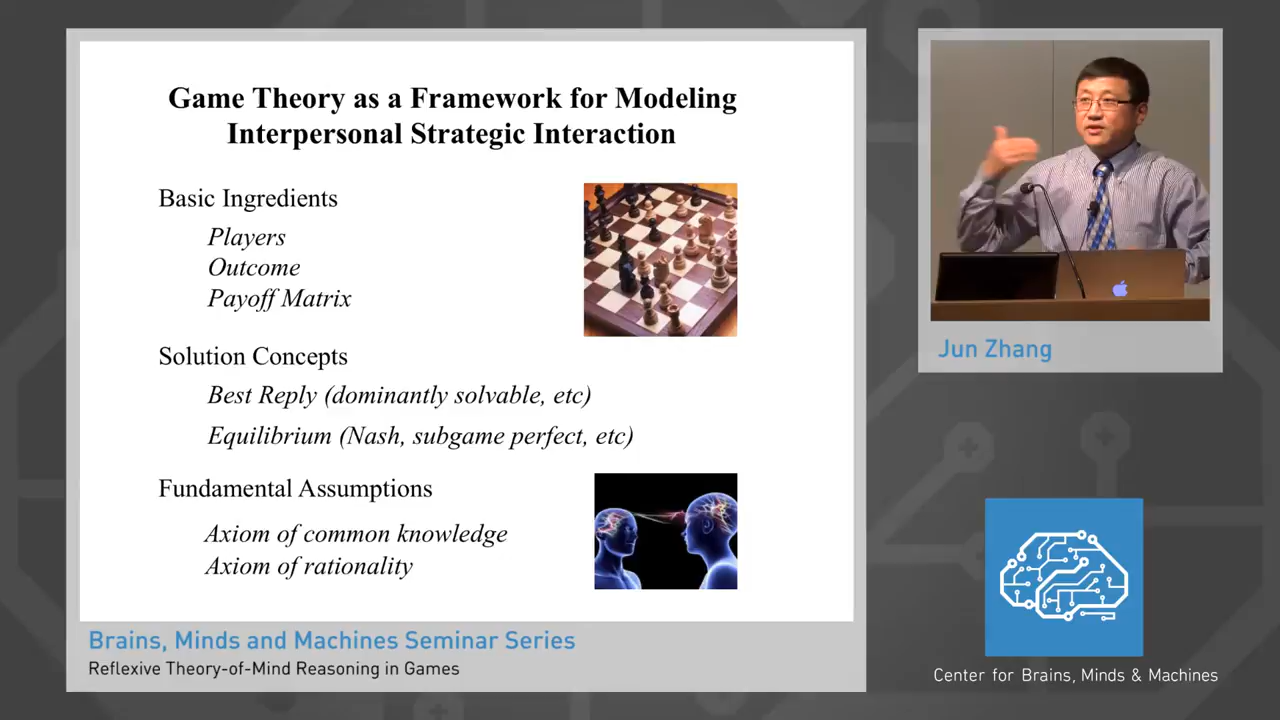 Game Theory as a Framework for Modeling
Interpersonal Strategic Interaction
Basic Ingredients
Players
Outcome
Payoff Matrix
Solution Concepts
Best Reply (dominantly solvable, etc)
Equilibrium (Nash, subgame perfect, etc)
Fundamental Assumptions
Axiom of common knowledge
Axiom of rationality
Brains, Minds and Machines Seminar Series
Reflexive Theory-of-Mind Reasoning in Games
Jun Zhang
Center for Brains, Minds & Machines